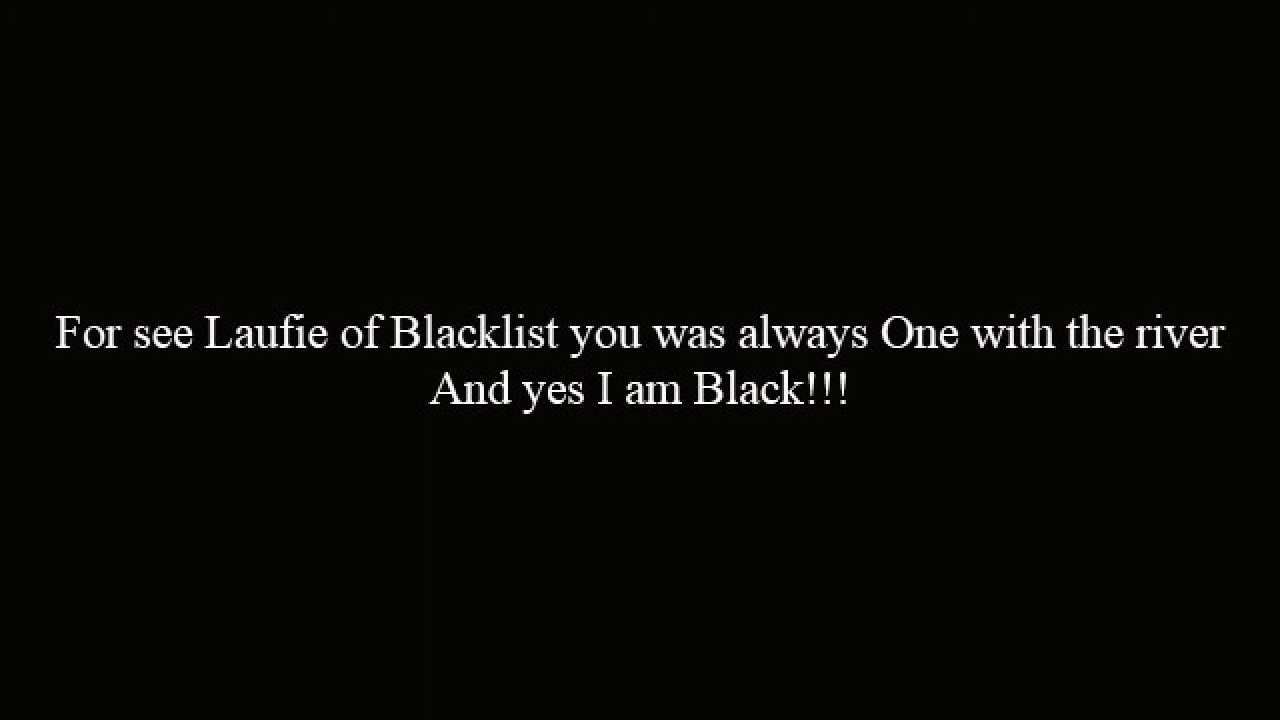 For see Laufie of Blacklist you was always One with the river
And yes I am Black!!!